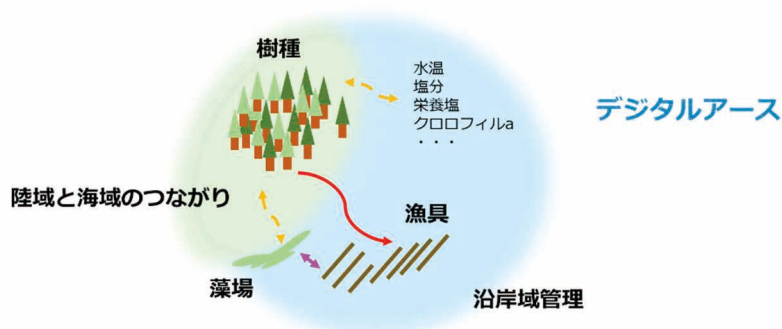 樹種
水温
塩分
栄養塩
クロロフィルa
・・・
デジタルアース
陸域と海域のつながり
漁具
藻場
沿岸域管理